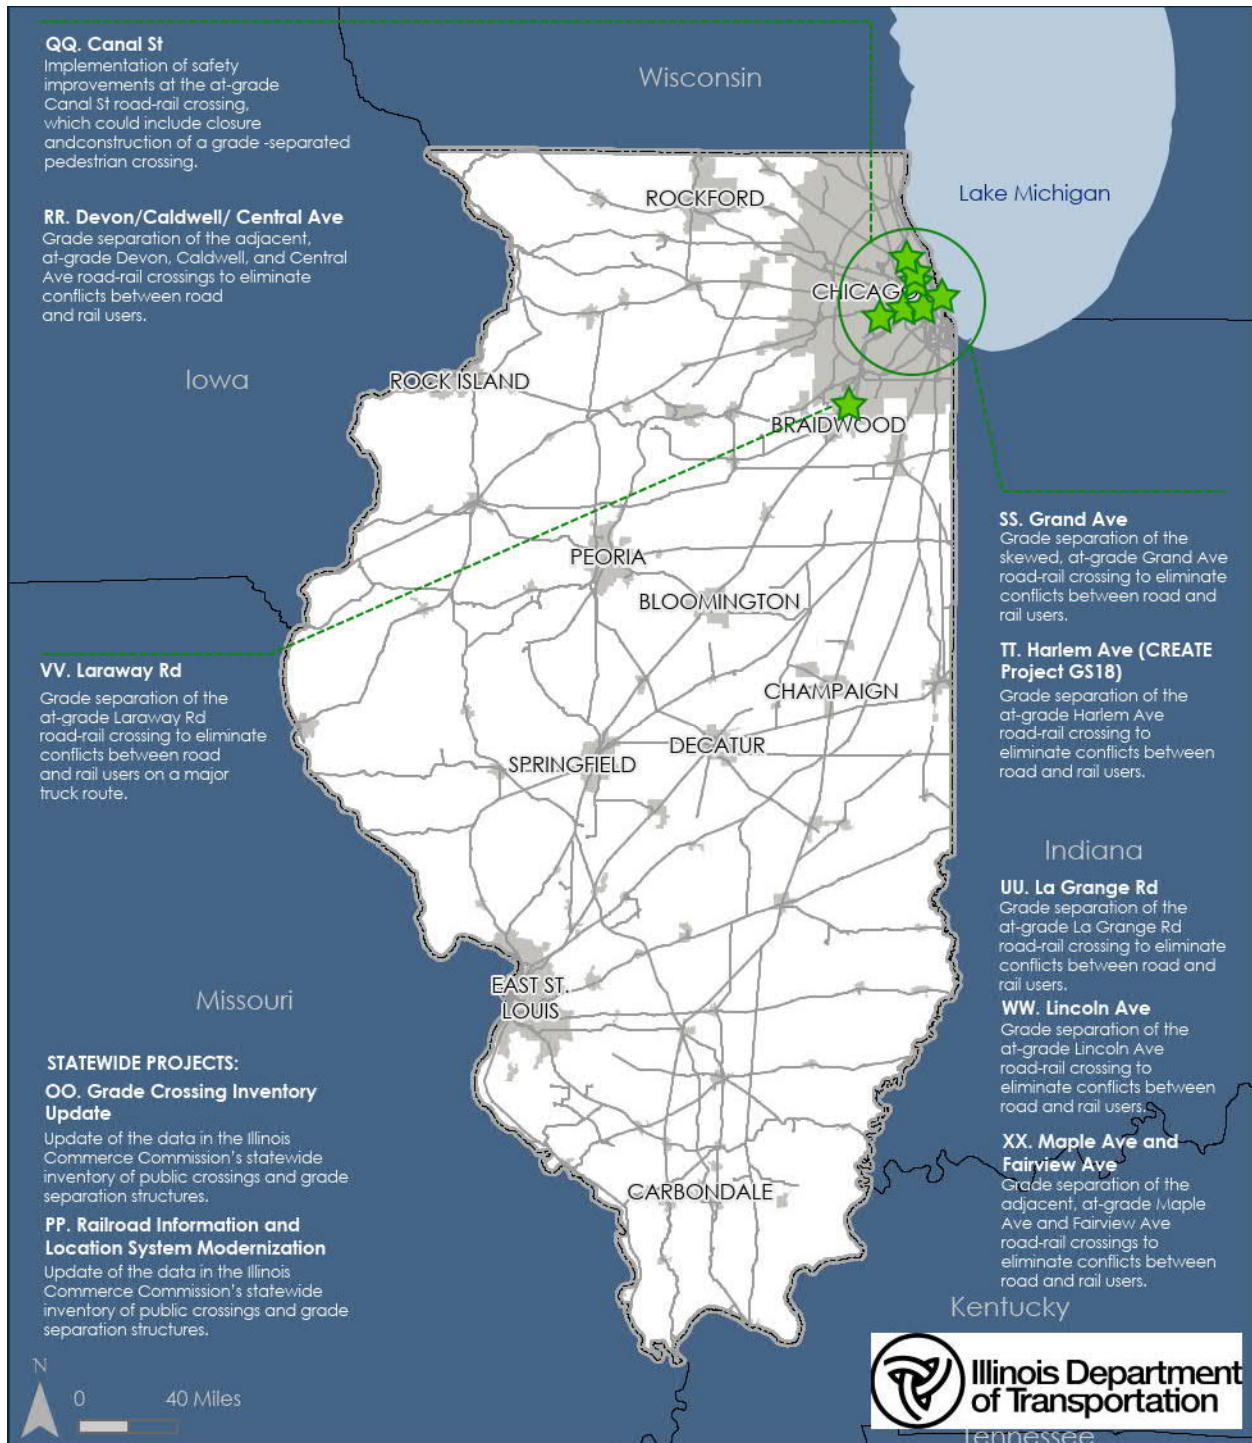 QQ. Canal St
Implementation of safety
improvements at the at-grade
Canal St road-rail crossing,
which could include closure
andconstruction of a grade -separated
pedestrian crossing.
RR. Devon/Caldwell/ Central Ave
Grade separation of the adjacent,
at-grade Devon, Caldwell, and Central
Ave road-rail crossings to eliminate
conflicts between road
and rail users.
Wisconsin
Lake Michigan
ROCKFORD
CHICAGO
Iowa
ROCK ISLAND
BRAIDWOOD
PEORIA
BLOOMINGTON
CHAMPAIGN
DECATUR
SPRINGFIELD
EAST ST.
LOUIS
CARBONDALE
VV. Laraway Rd
Grade separation of the
at-grade Laraway Rd
road-rail crossing to eliminate
conflicts between road
and rail users on a major
truck route.
Missouri
STATEWIDE PROJECTS:
OO. Grade Crossing Inventory
Update
Update of the data in the Illinois
Commerce Commission's statewide
inventory of public crossings and grade
separation structures.
PP. Railroad Information and
Location System Modernization
Update of the data in the Illinois
Commerce Commission's statewide
inventory of public crossings and grade
separation structures.
N
0 40 Miles
SS. Grand Ave
Grade separation of the
skewed, at-grade Grand Ave
road-rail crossing to eliminate
conflicts between road and
rail users.
TT. Harlem Ave (CREATE
Project GS18)
Grade separation of the
at-grade Harlem Ave
road-rail crossing to
eliminate conflicts between
road and rail users.
Indiana
UU. La Grange Rd
Grade separation of the
at-grade La Grange Rd
road-rail crossing to eliminate
conflicts between road and
rail users.
WW. Lincoln Ave
Grade separation of the
at-grade Lincoln Ave
road-rail crossing to
eliminate conflicts between
road and rail users.
XX. Maple Ave and
Fairview Ave
Grade separation of the
adjacent, at-grade Maple
Ave and Fairview Ave
road-rail crossings to
eliminate conflicts between
road and rail users.
Kentucky
Illinois Department
of Transportation
Tennessee